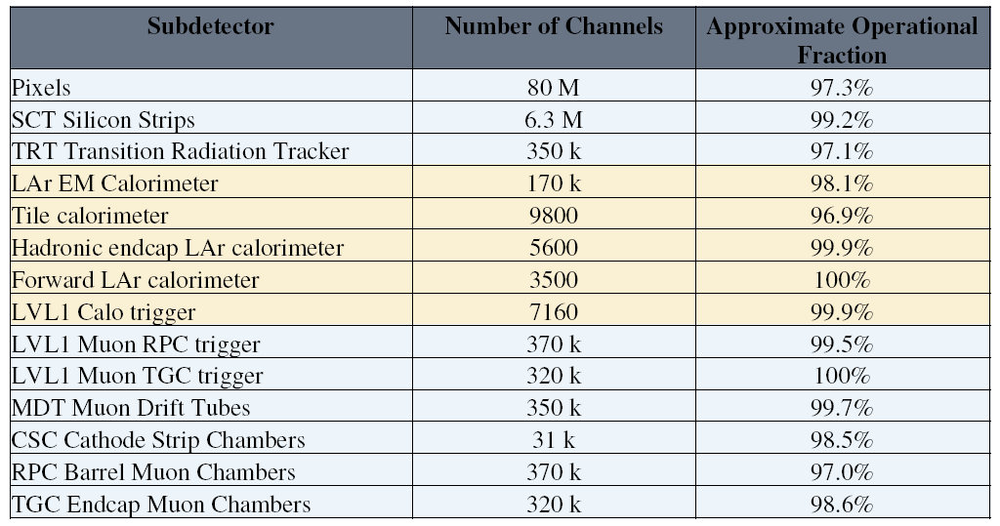 Subdetector Number of Channels Approximate Operational
Fraction
Pixels 80 M 97.3%
SCT Silicon Strips 6.3 M 99.2%
TRT Transition Radiation Tracker 350 k 97.1%
LAr EM Calorimeter 170 k 98.1%
Tile calorimeter 9800 96.9%
Hadronic endcap LAr calorimeter 5600 99.9%
Forward LAr calorimeter 3500 100%
LVL1 Calo trigger 7160 99.9%
LVL1 Muon RPC trigger 370 k 99.5%
LVL1 Muon TGC trigger 320 k 100%
MDT Muon Drift Tubes 350 k 99.7%
CSC Cathode Strip Chambers 31 k 98.5%
RPC Barrel Muon Chambers 370 k 97.0%
TGC Endcap Muon Chambers 320 k 98.6%